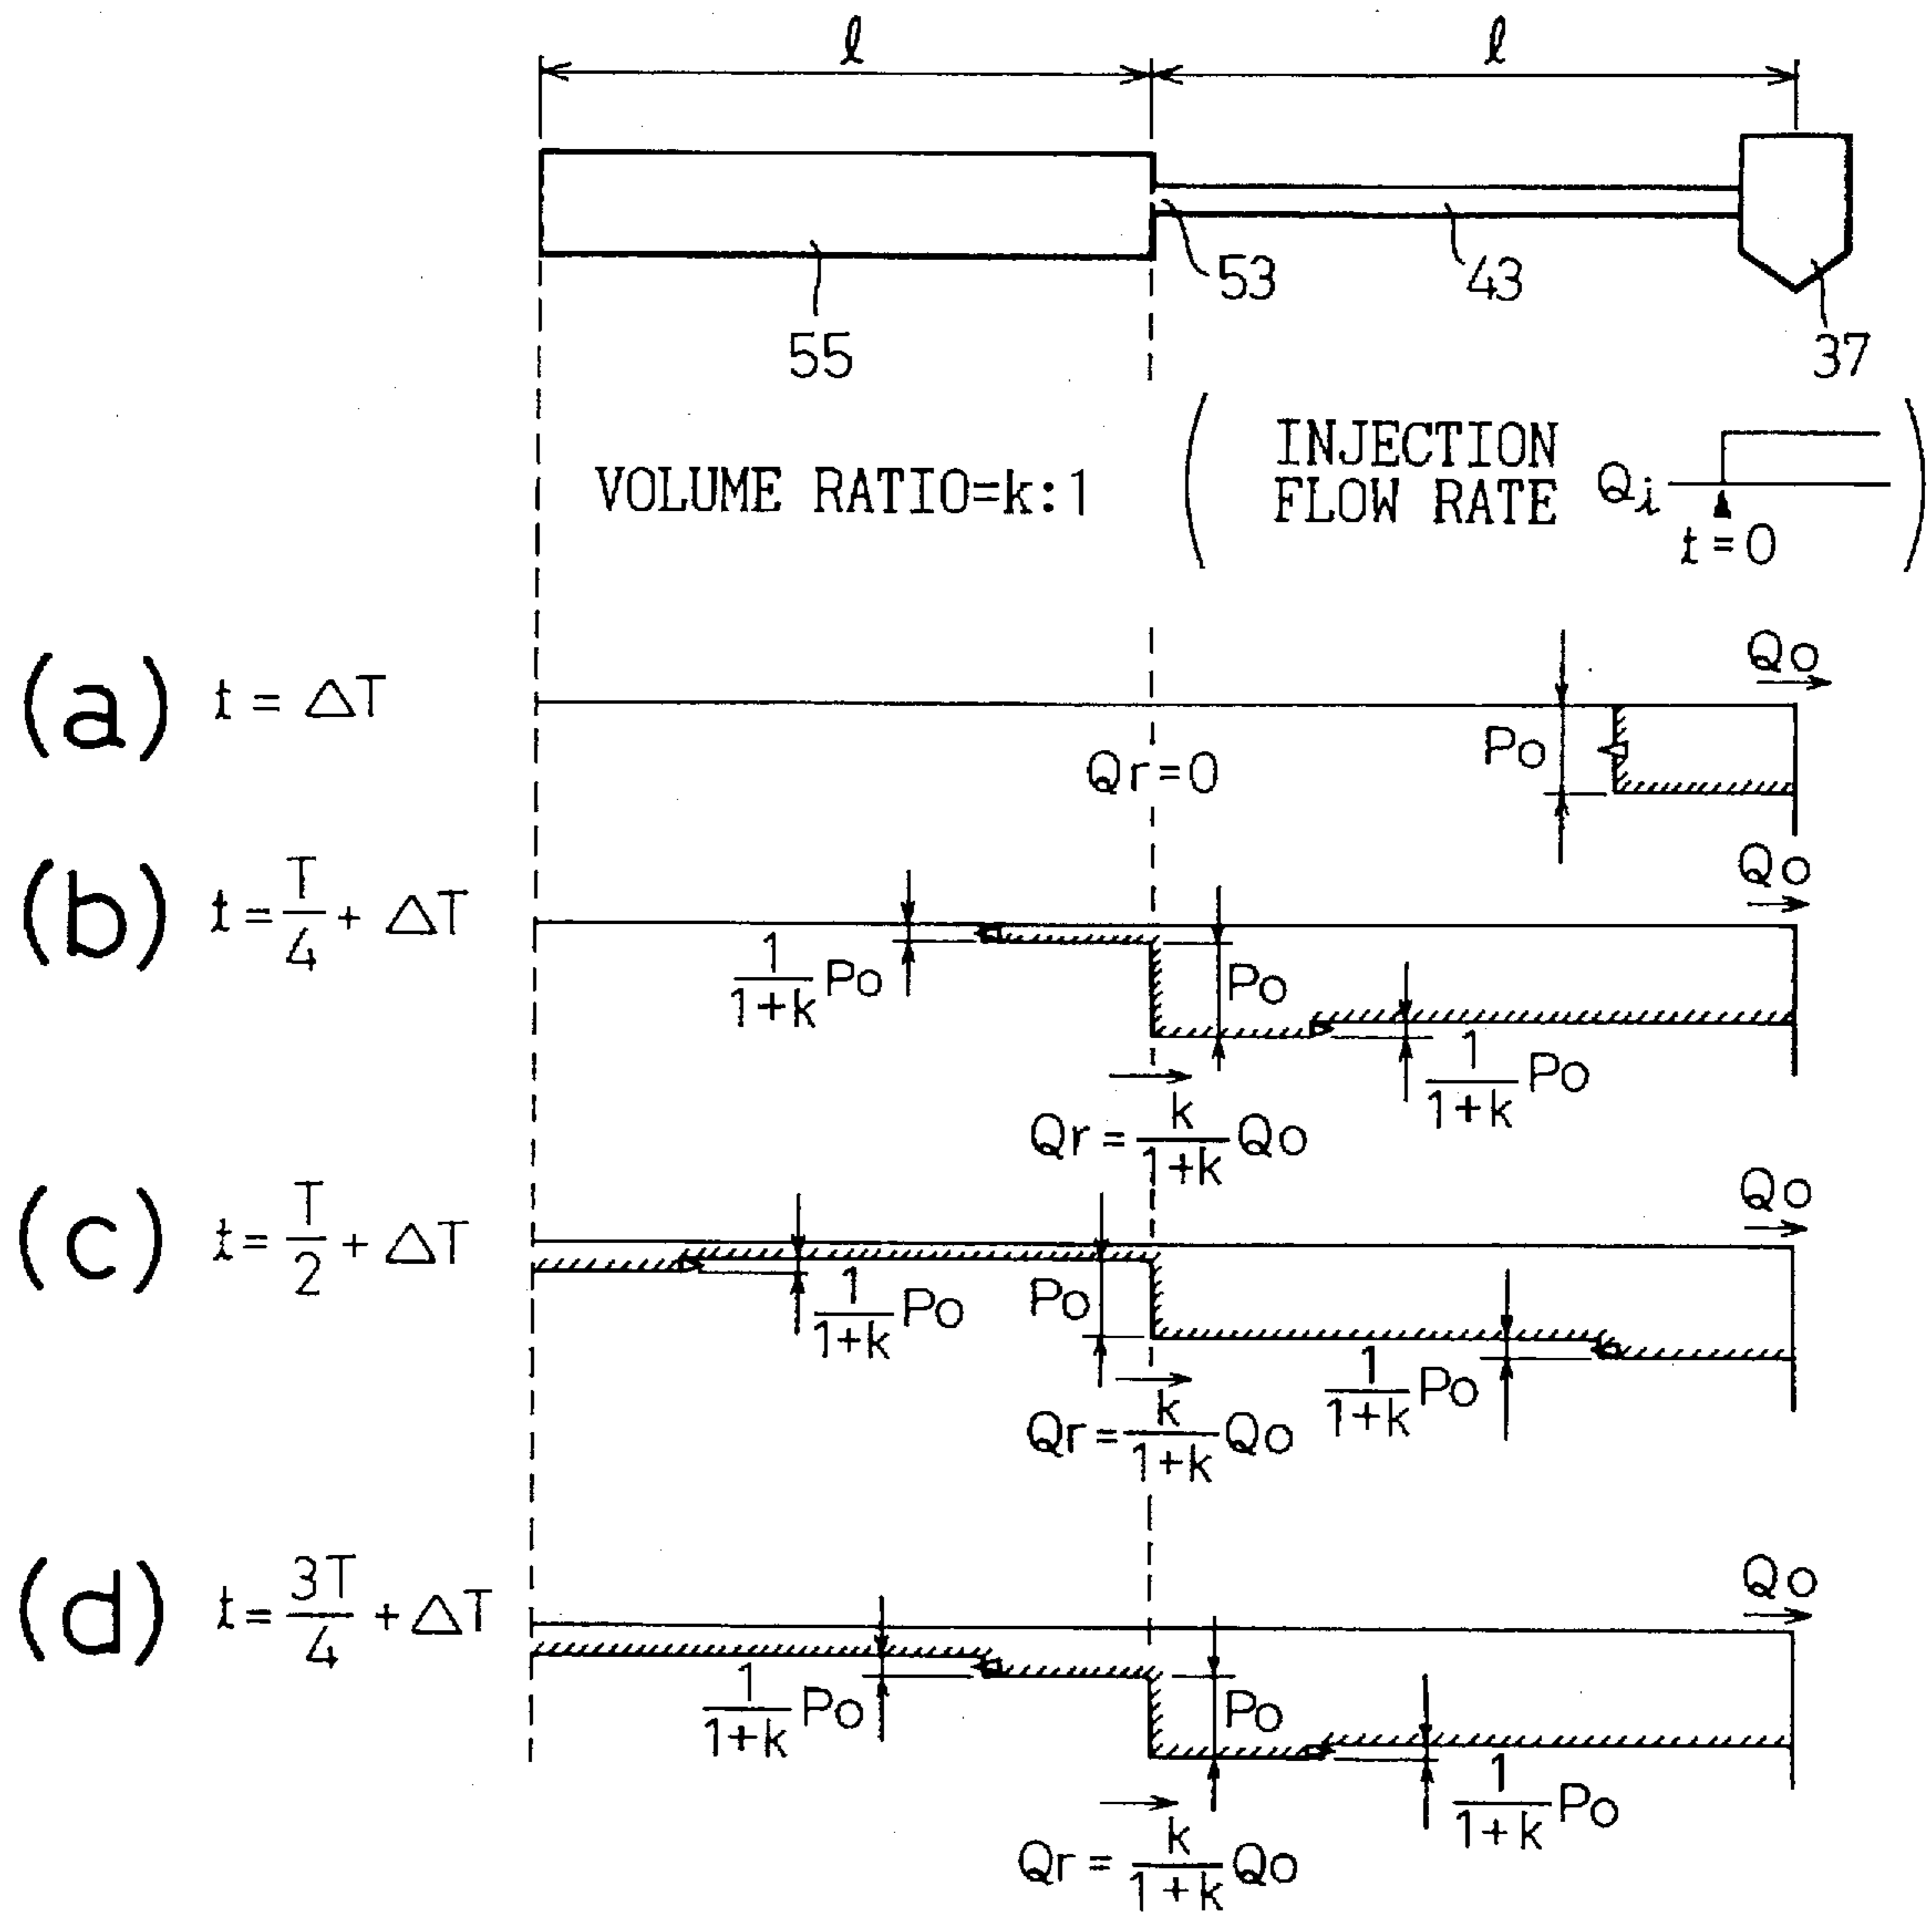 ℓ ℓ
53 43
55 37
VOLUME RATIO=k:1 ( INJECTION FLOW RATE Qi t=0 )
(a) t = ΔT Qo
Qr=0 Po
(b) t = T/4 + ΔT Qo
1/1+k Po Po 1/1+k Po
Qr = k/1+k Qo
(c) t = T/2 + ΔT Qo
1/1+k Po Po 1/1+k Po
Qr = k/1+k Qo
(d) t = 3T/4 + ΔT Qo
1/1+k Po Po 1/1+k Po
Qr = k/1+k Qo